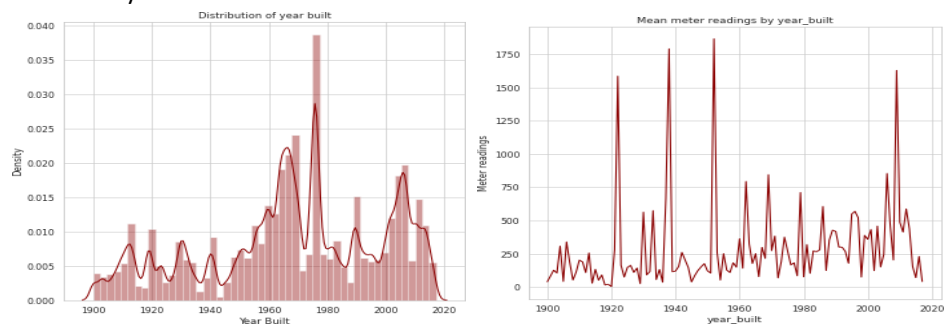 Distribution of year built
0.040
0.035
0.030
0.025
0.020
0.015
0.010
0.005
0.000
Density
1900 1920 1940 1960 1980 2000 2020
Year Built
Mean meter readings by year_built
1750
1500
1250
1000
750
500
250
0
Meter readings
1900 1920 1940 1960 1980 2000 2020
year_built